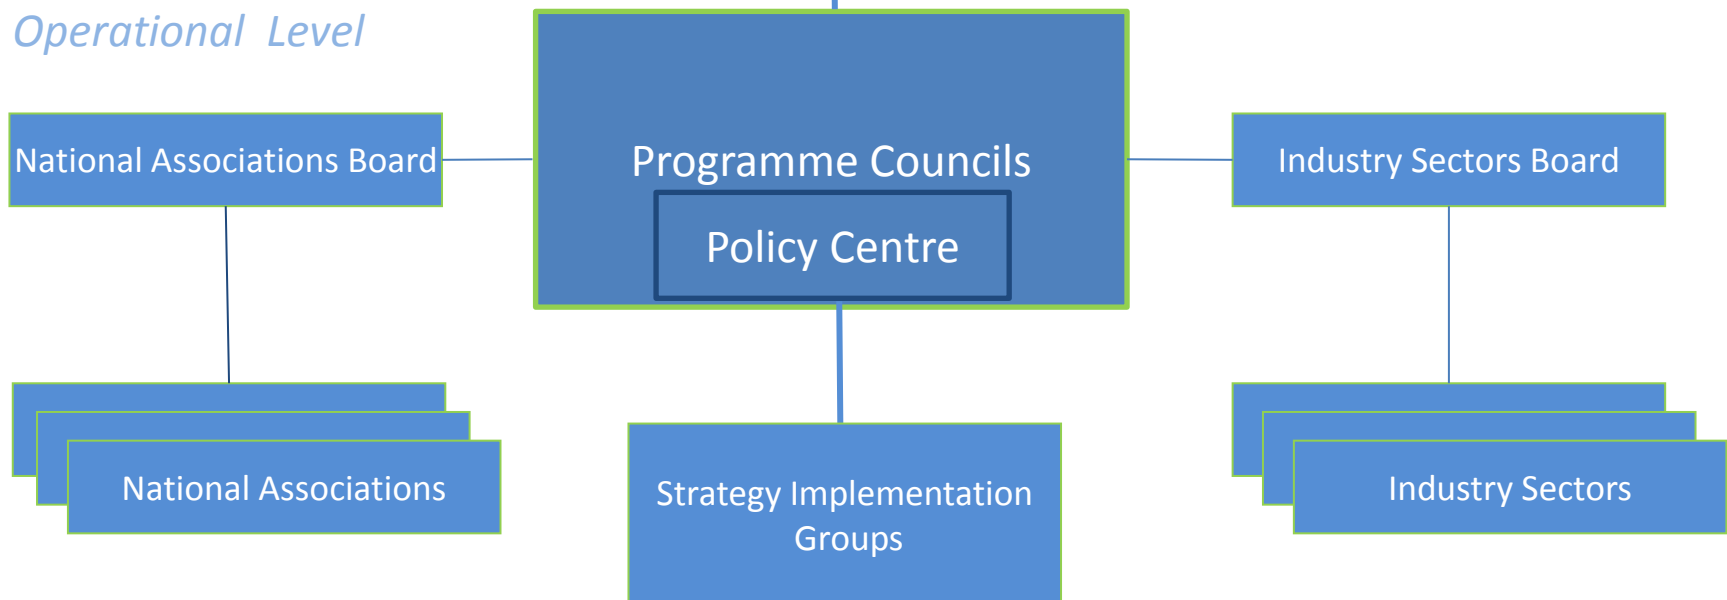 Operational Level
National Associations Board
Programme Councils
Industry Sectors Board
Policy Centre
National Associations
Strategy Implementation
Groups
Industry Sectors